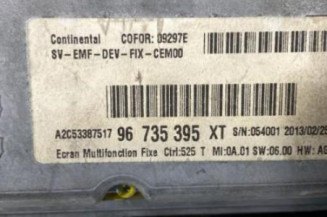 Continental COFOR: 09297E
SV-EMF-DEV-FIX-CEM00
A2C53387517 96 735 395 XT S/N:054001 2013/02/25
Ecran Multifonction Fixe Ctrl:525 T MI:0A.01 SW:06.00 HW: